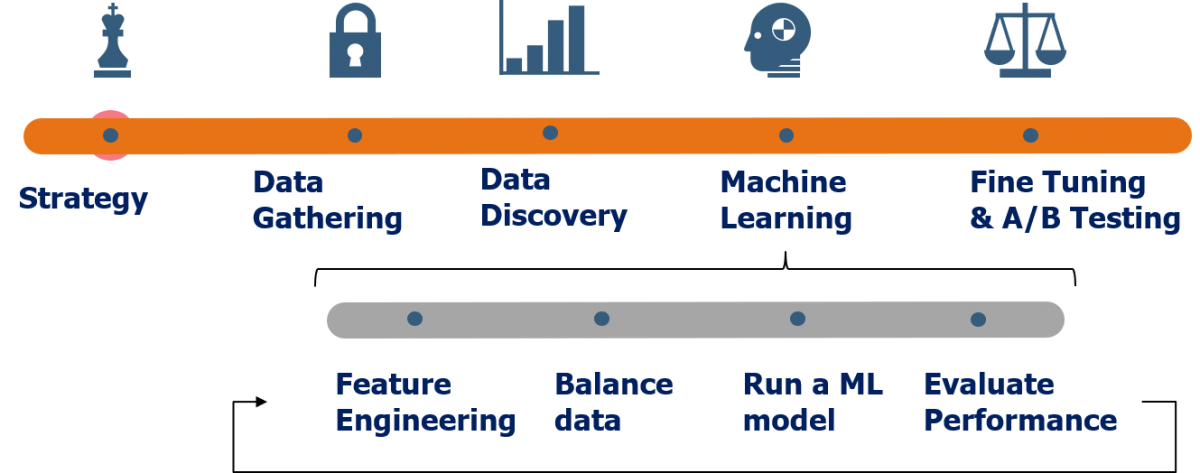 Strategy
Data
Gathering
Data
Discovery
Machine
Learning
Fine Tuning
& A/B Testing
Feature
Engineering
Balance
data
Run a ML
model
Evaluate
Performance